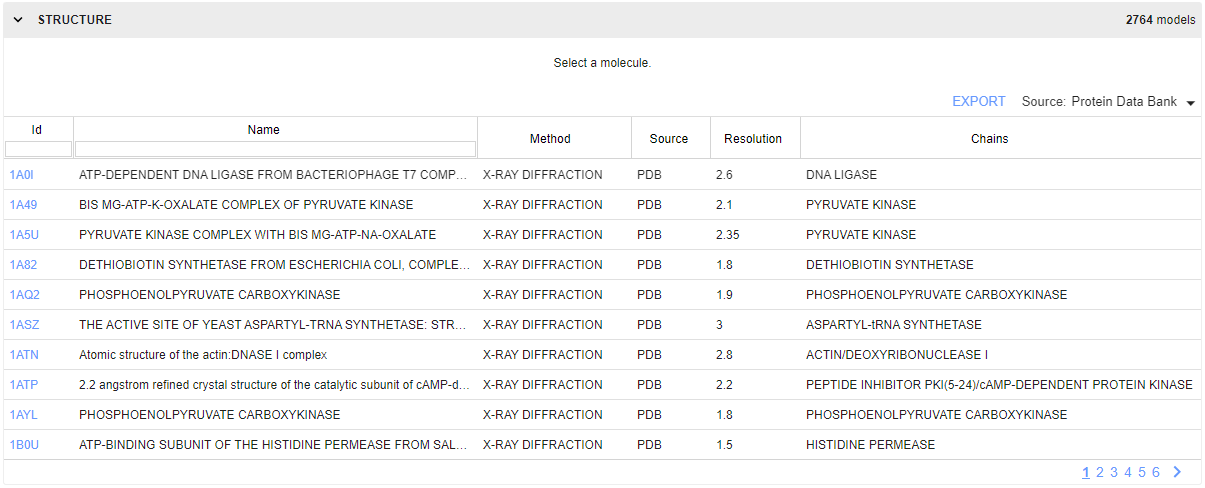 STRUCTURE 2764 models
Select a molecule.
EXPORT Source: Protein Data Bank
Id Name Method Source Resolution Chains
1A0I ATP-DEPENDENT DNA LIGASE FROM BACTERIOPHAGE T7 COMP... X-RAY DIFFRACTION PDB 2.6 DNA LIGASE
1A49 BIS MG-ATP-K-OXALATE COMPLEX OF PYRUVATE KINASE X-RAY DIFFRACTION PDB 2.1 PYRUVATE KINASE
1A5U PYRUVATE KINASE COMPLEX WITH BIS MG-ATP-NA-OXALATE X-RAY DIFFRACTION PDB 2.35 PYRUVATE KINASE
1A82 DETHIOBIOTIN SYNTHETASE FROM ESCHERICHIA COLI, COMPLE... X-RAY DIFFRACTION PDB 1.8 DETHIOBIOTIN SYNTHETASE
1AQ2 PHOSPHOENOLPYRUVATE CARBOXYKINASE X-RAY DIFFRACTION PDB 1.9 PHOSPHOENOLPYRUVATE CARBOXYKINASE
1ASZ THE ACTIVE SITE OF YEAST ASPARTYL-TRNA SYNTHETASE: STR... X-RAY DIFFRACTION PDB 3 ASPARTYL-tRNA SYNTHETASE
1ATN Atomic structure of the actin:DNASE I complex X-RAY DIFFRACTION PDB 2.8 ACTIN/DEOXYRIBONUCLEASE I
1ATP 2.2 angstrom refined crystal structure of the catalytic subunit of cAMP-d... X-RAY DIFFRACTION PDB 2.2 PEPTIDE INHIBITOR PKI(5-24)/cAMP-DEPENDENT PROTEIN KINASE
1AYL PHOSPHOENOLPYRUVATE CARBOXYKINASE X-RAY DIFFRACTION PDB 1.8 PHOSPHOENOLPYRUVATE CARBOXYKINASE
1B0U ATP-BINDING SUBUNIT OF THE HISTIDINE PERMEASE FROM SAL... X-RAY DIFFRACTION PDB 1.5 HISTIDINE PERMEASE
1 2 3 4 5 6